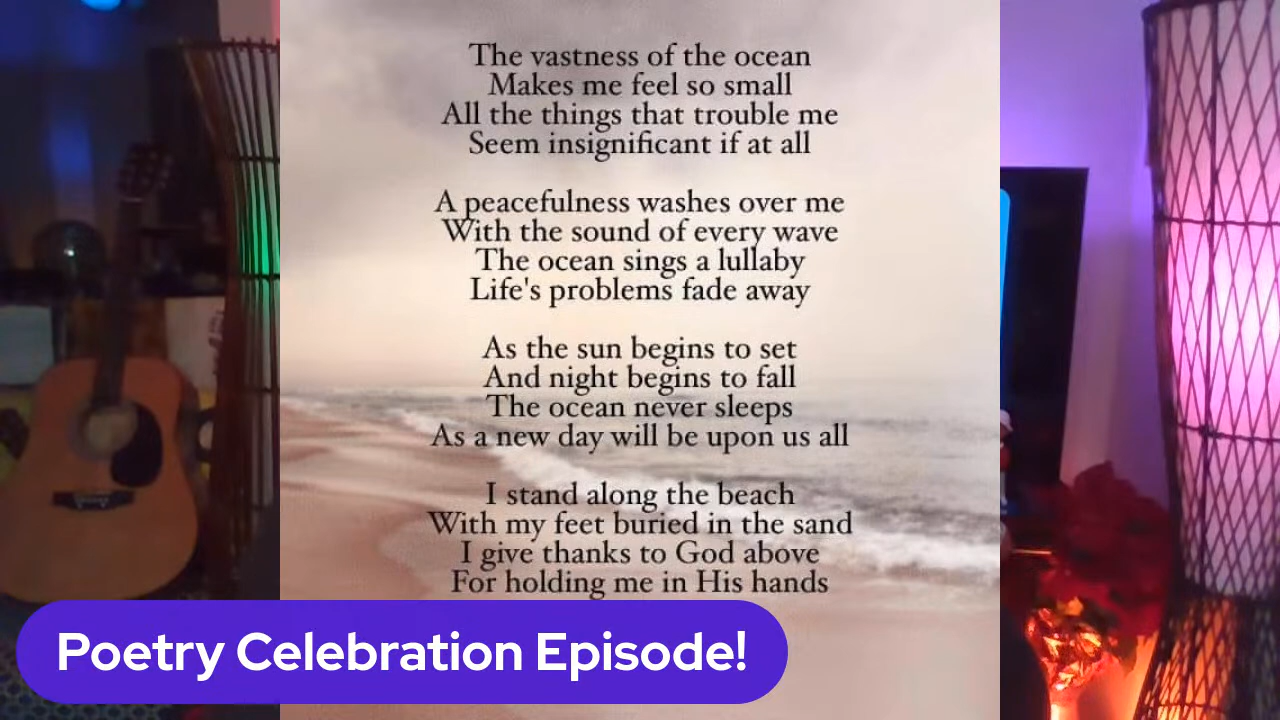 The vastness of the ocean
Makes me feel so small
All the things that trouble me
Seem insignificant if at all
A peacefulness washes over me
With the sound of every wave
The ocean sings a lullaby
Life's problems fade away
As the sun begins to set
And night begins to fall
The ocean never sleeps
As a new day will be upon us all
I stand along the beach
With my feet buried in the sand
I give thanks to God above
For holding me in His hands
Poetry Celebration Episode!